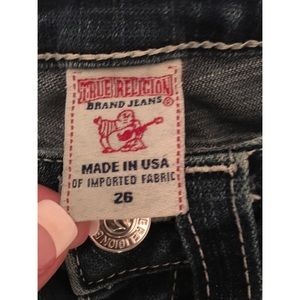 TRUE RELIGION
BRAND JEANS ®
MADE IN USA
OF IMPORTED FABRIC
26